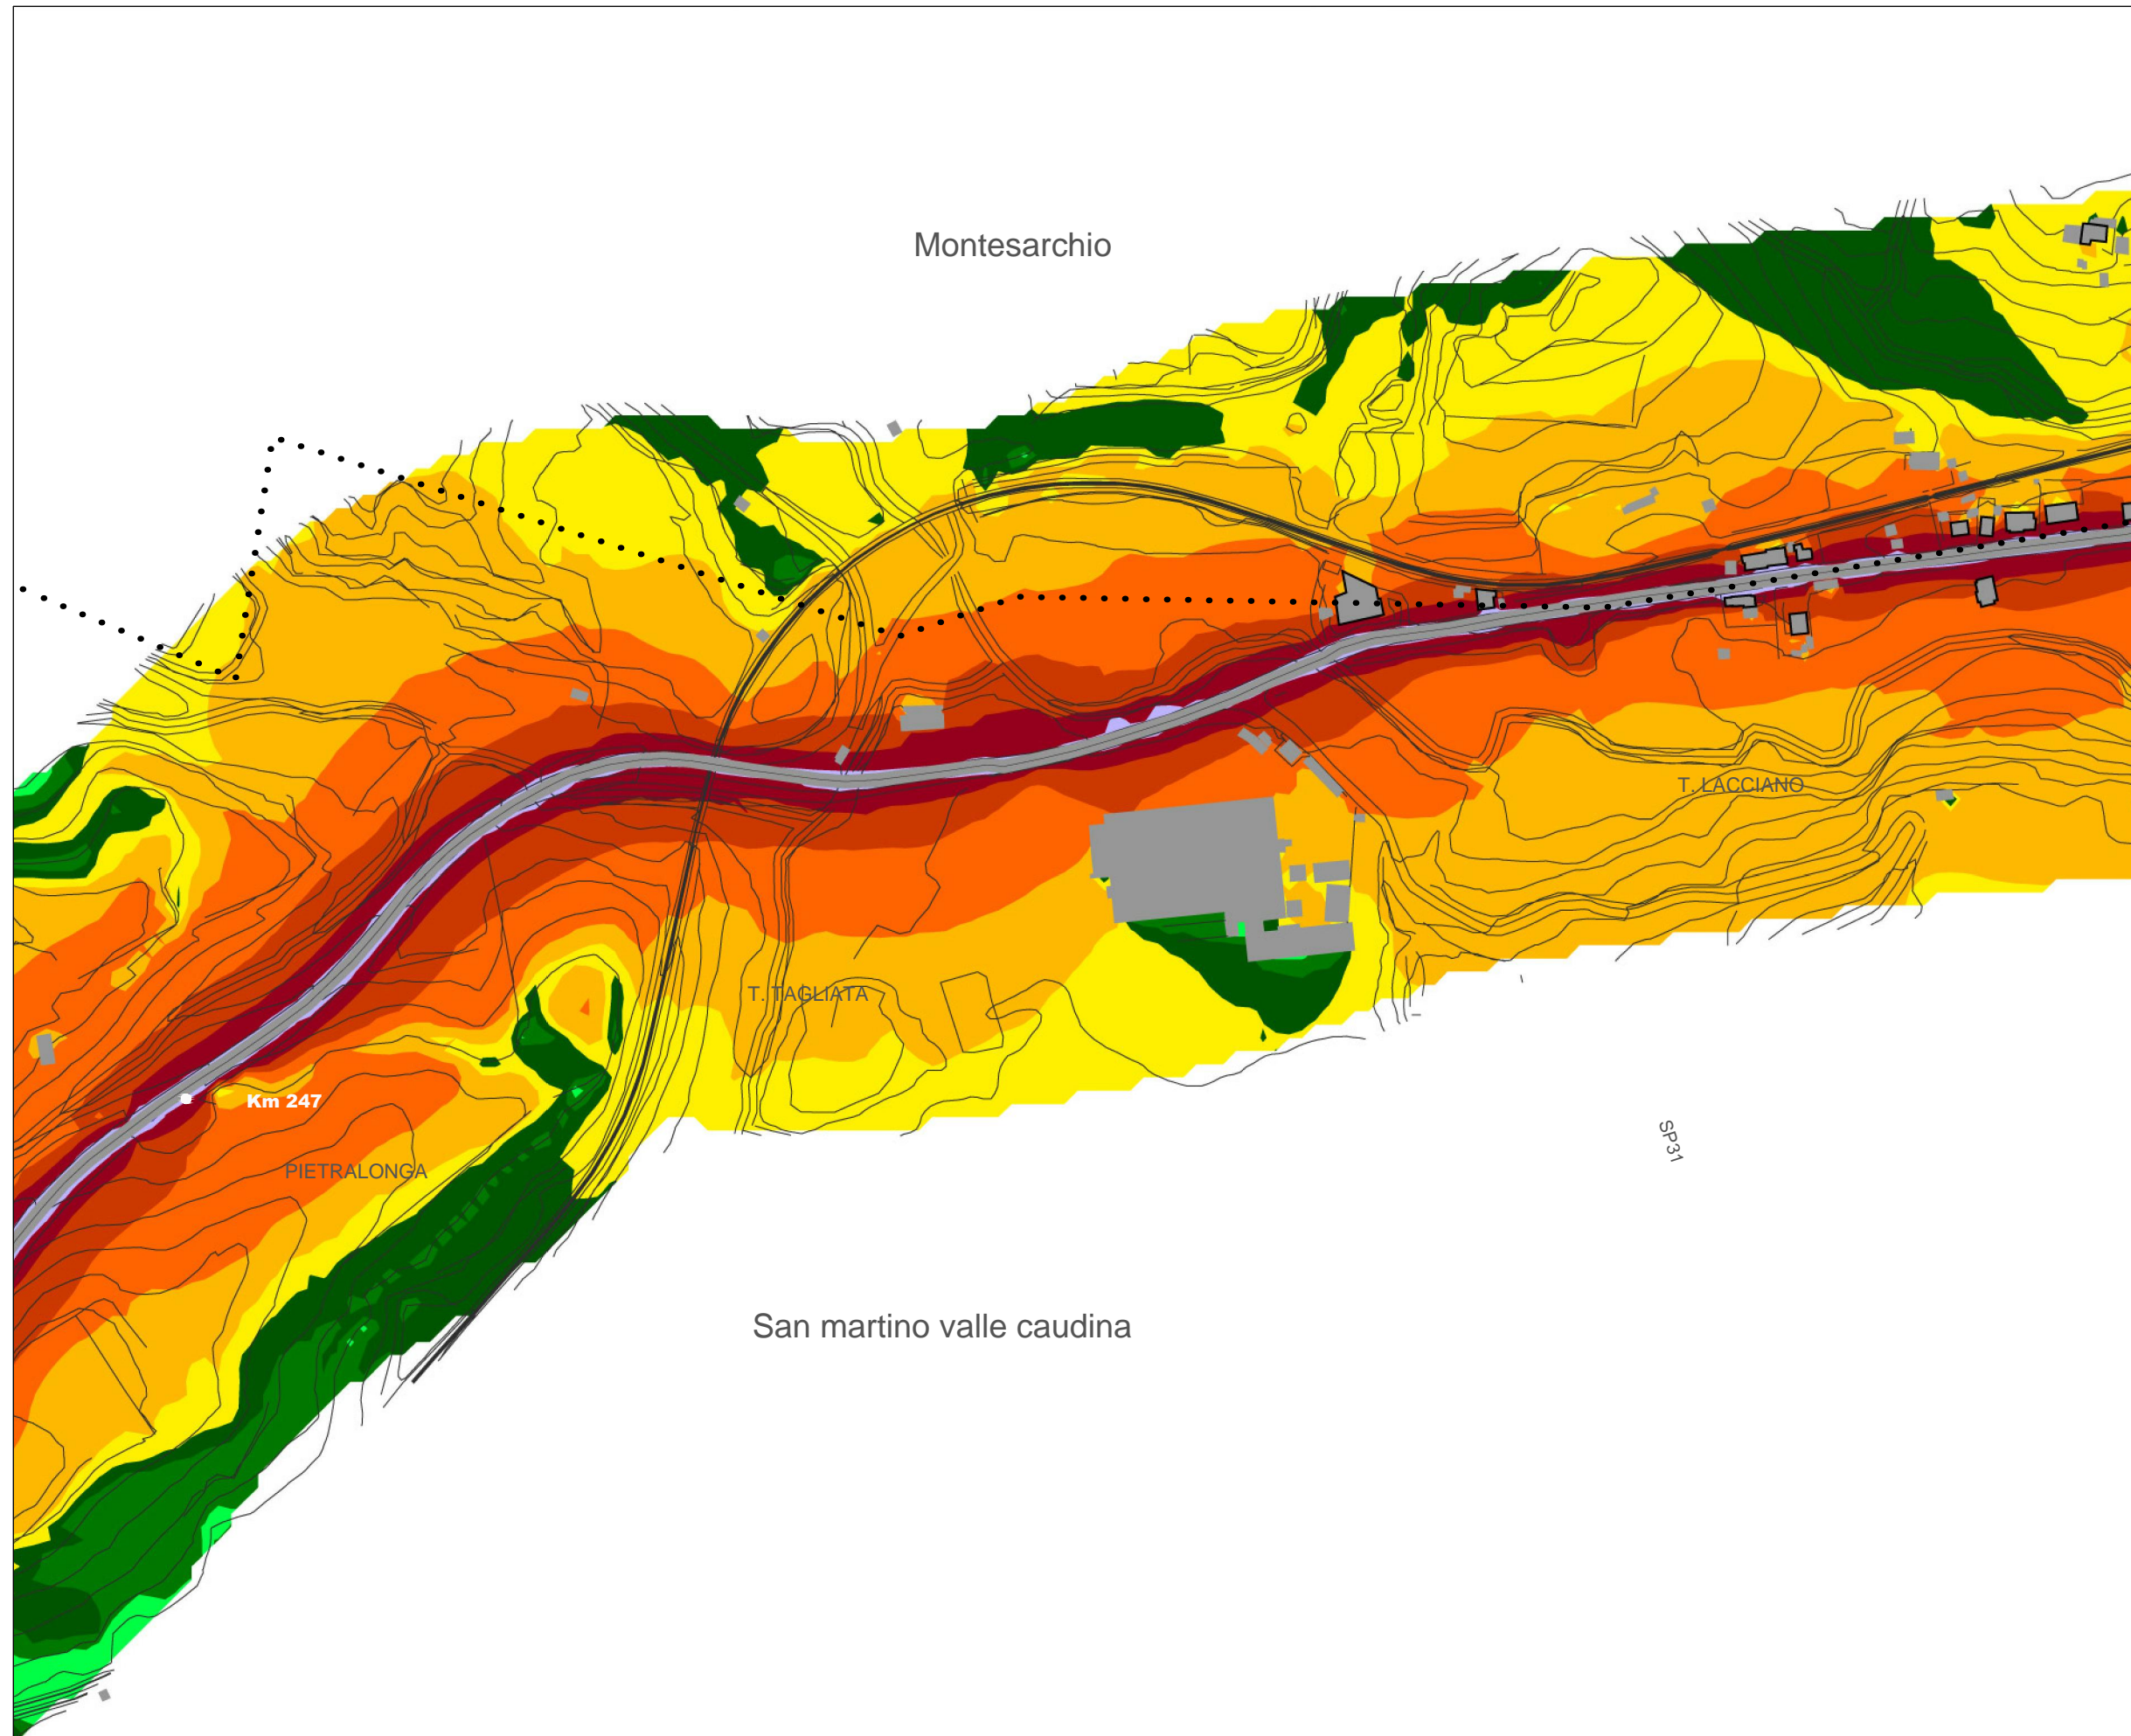 Montesarchio
T. LACCIANO
T. TAGLIATA
Km 247
SP31
PIETRALONGA
San martino valle caudina